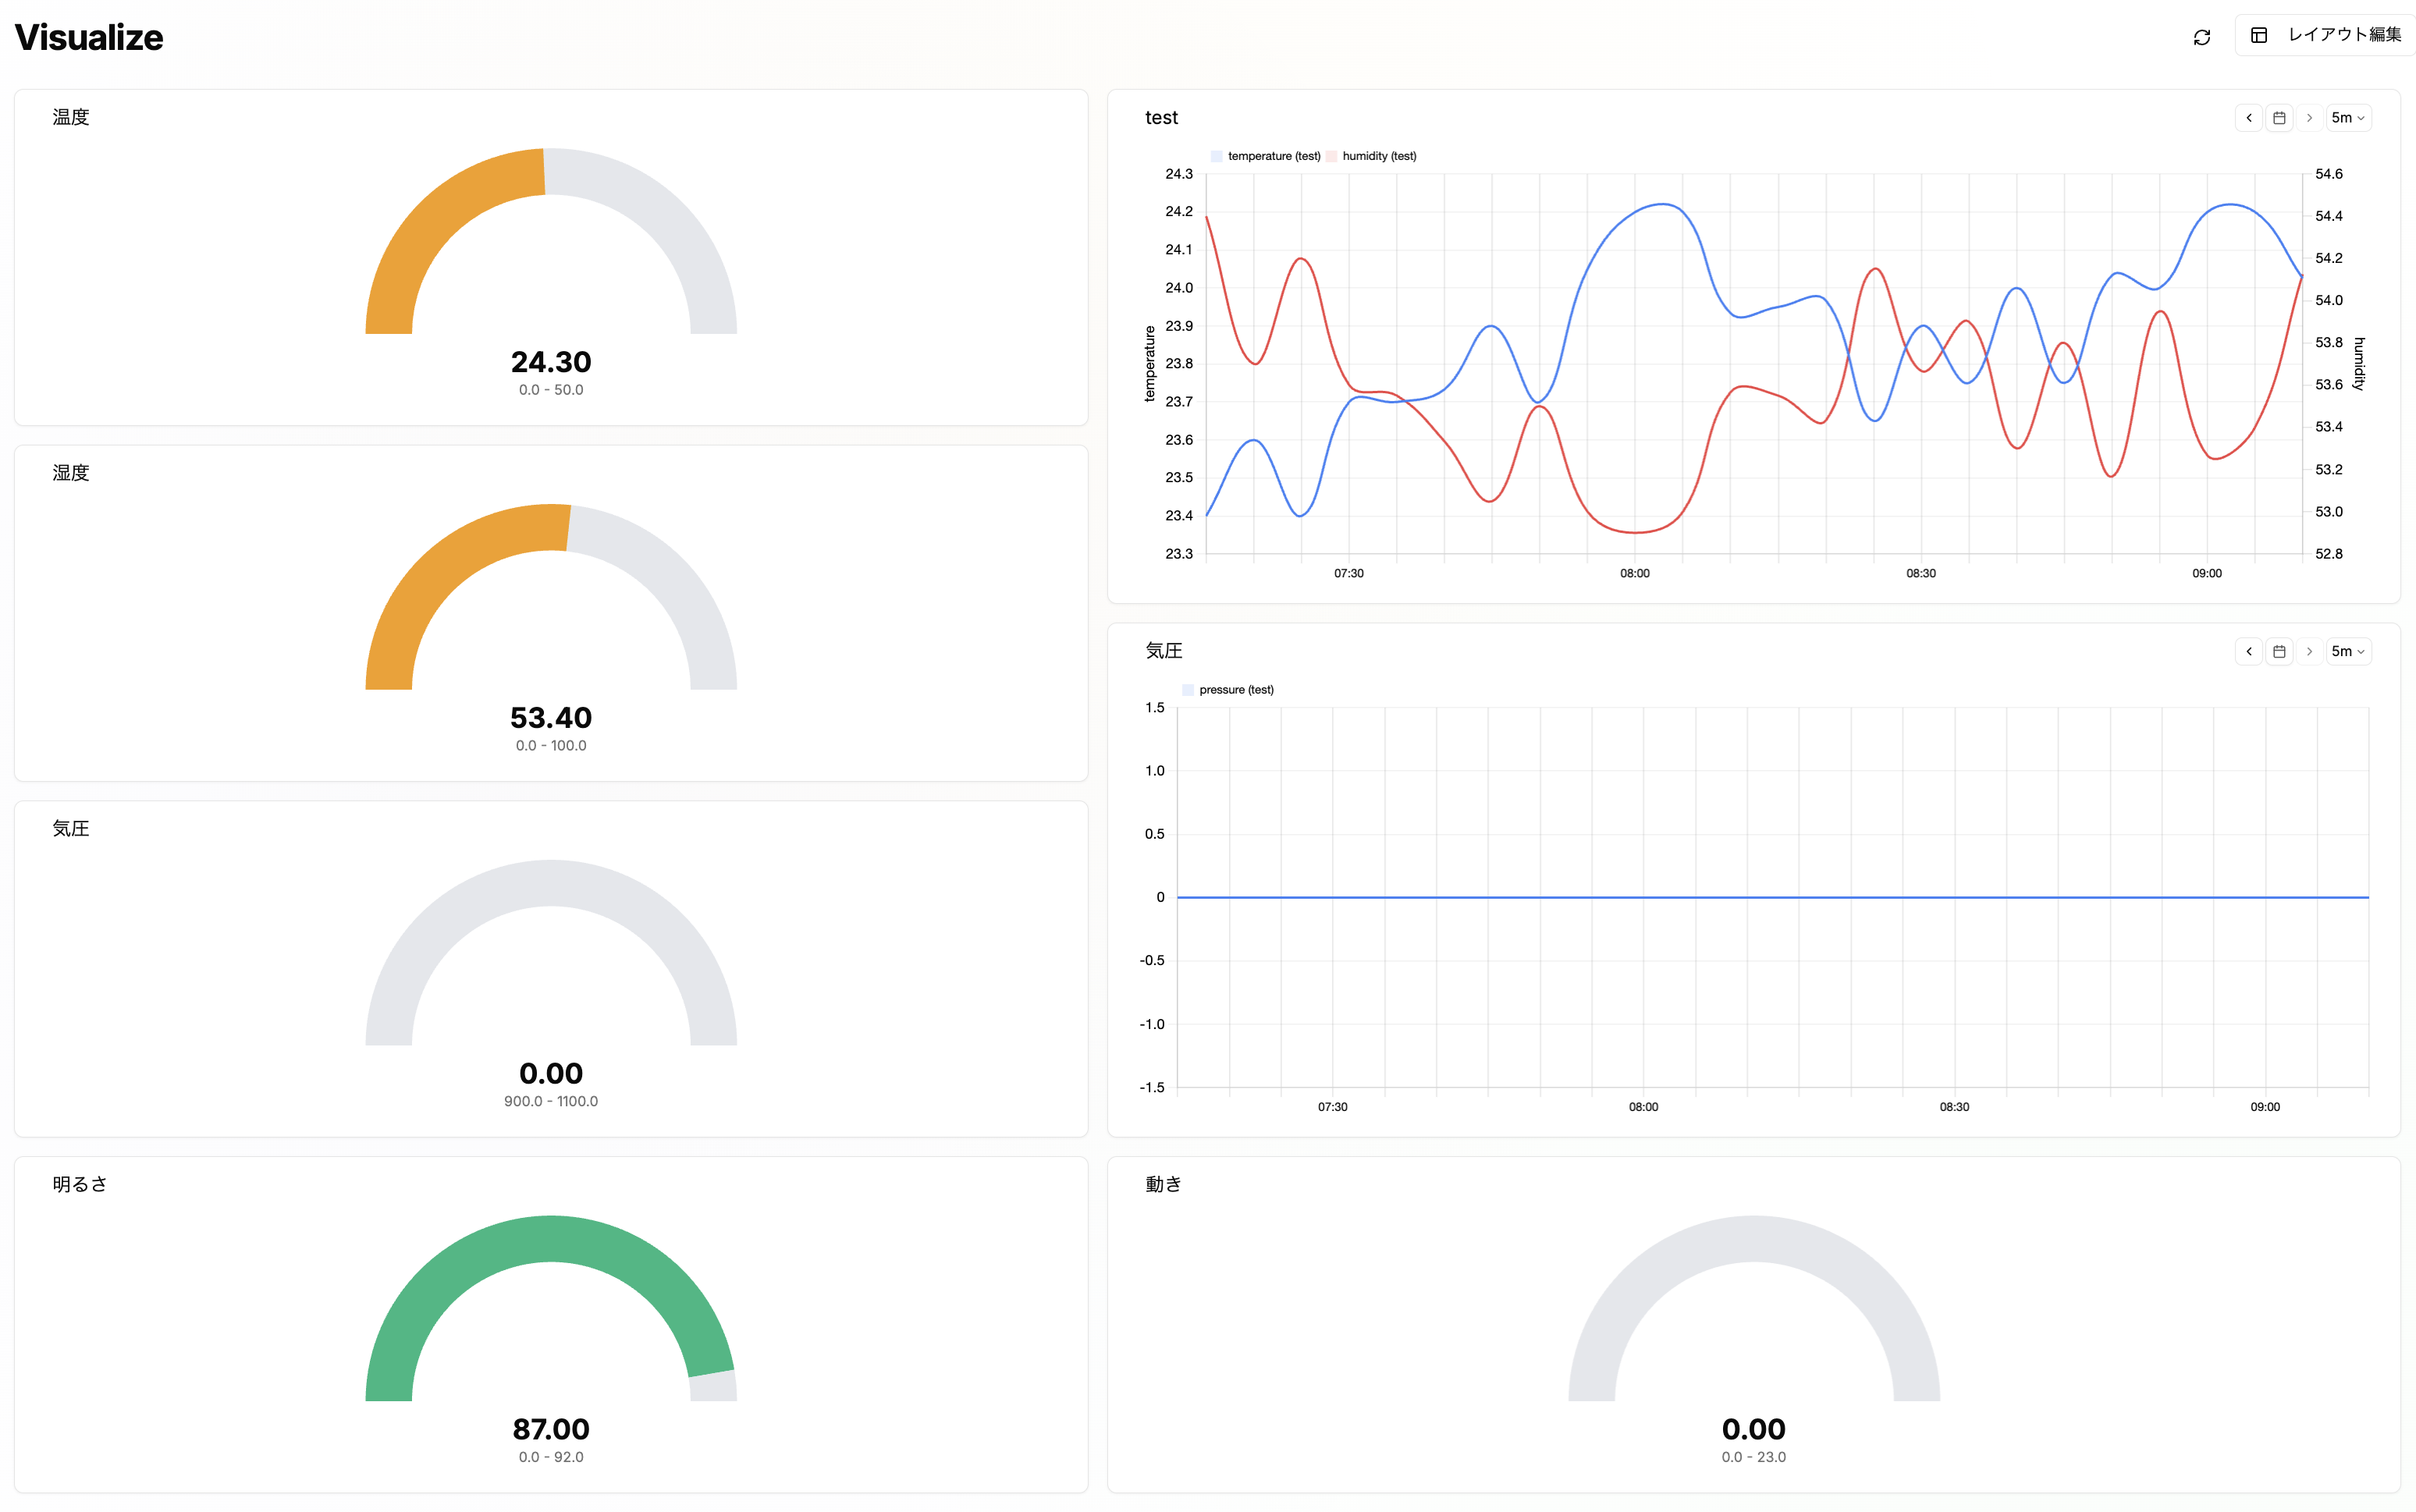 Visualize
レイアウト編集
温度
24.30
0.0 - 50.0
湿度
53.40
0.0 - 100.0
気圧
0.00
900.0 - 1100.0
明るさ
87.00
0.0 - 92.0
test
5m
temperature (test) humidity (test)
temperature
24.3
24.2
24.1
24.0
23.9
23.8
23.7
23.6
23.5
23.4
23.3
54.6
54.4
54.2
54.0
53.8
53.6
53.4
53.2
53.0
52.8
humidity
07:30 08:00 08:30 09:00
気圧
5m
pressure (test)
1.5
1.0
0.5
0
-0.5
-1.0
-1.5
07:30 08:00 08:30 09:00
動き
0.00
0.0 - 23.0